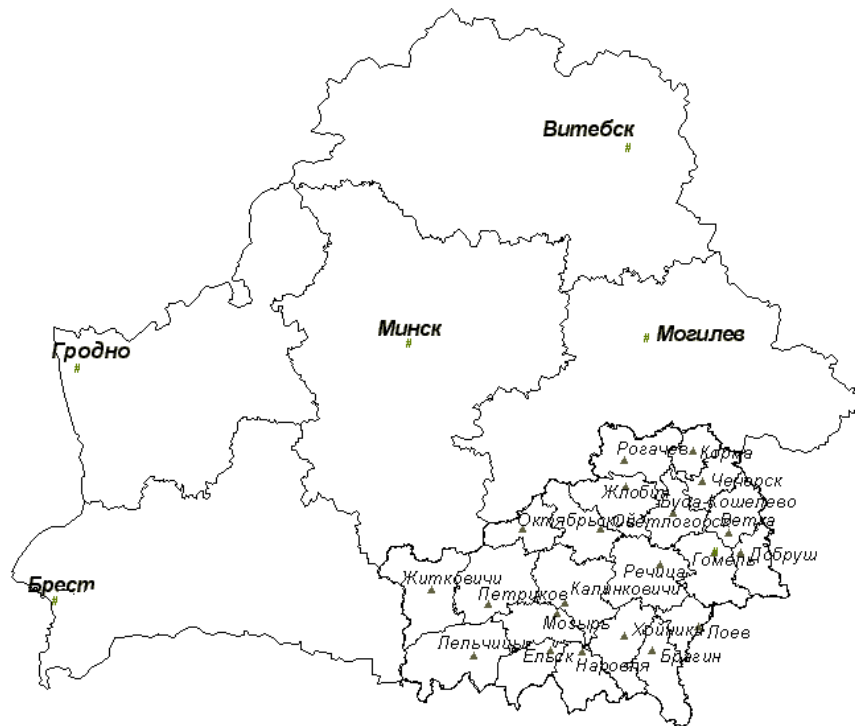 Витебск
Минск
Могилев
Гродно
Рогачев
Корма
Жлобин
Чечерск
Буда-Кошелево
Октябрьский
Светлогорск
Ветка
Гомель
Добруш
Речица
Брест
Житковичи
Петриков
Калинковичи
Мозырь
Хойники
Лоев
Лельчицы
Ельск
Наровля
Брагин